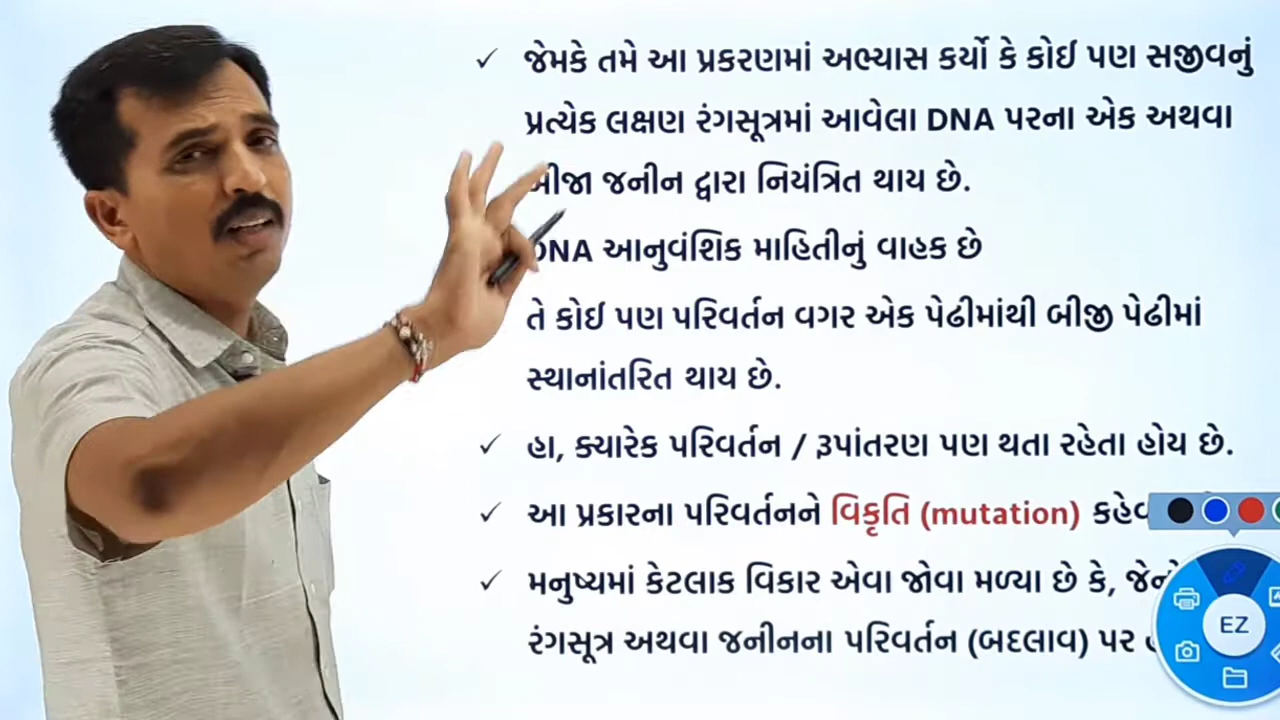 ✓ જેમકે તમે આ પ્રકરણમાં અભ્યાસ કર્યો કે કોઈ પણ સજીવનું
પ્રત્યેક લક્ષણ રંગસૂત્રમાં આવેલા DNA પરના એક અથવા
બીજા જનીન દ્વારા નિયંત્રિત થાય છે.
DNA આનુવંશિક માહિતીનું વાહક છે
તે કોઈ પણ પરિવર્તન વગર એક પેઢીમાંથી બીજી પેઢીમાં
સ્થાનાંતરિત થાય છે.
✓ હા, ક્યારેક પરિવર્તન / રૂપાંતરણ પણ થતા રહેતા હોય છે.
✓ આ પ્રકારના પરિવર્તનને વિકૃતિ (mutation)
✓ મનુષ્યમાં કેટલાક વિકાર એવા જોવા મળ્યા છે કે,
રંગસૂત્ર અથવા જનીનના પરિવર્તન (બદલાવ) પર
EZ